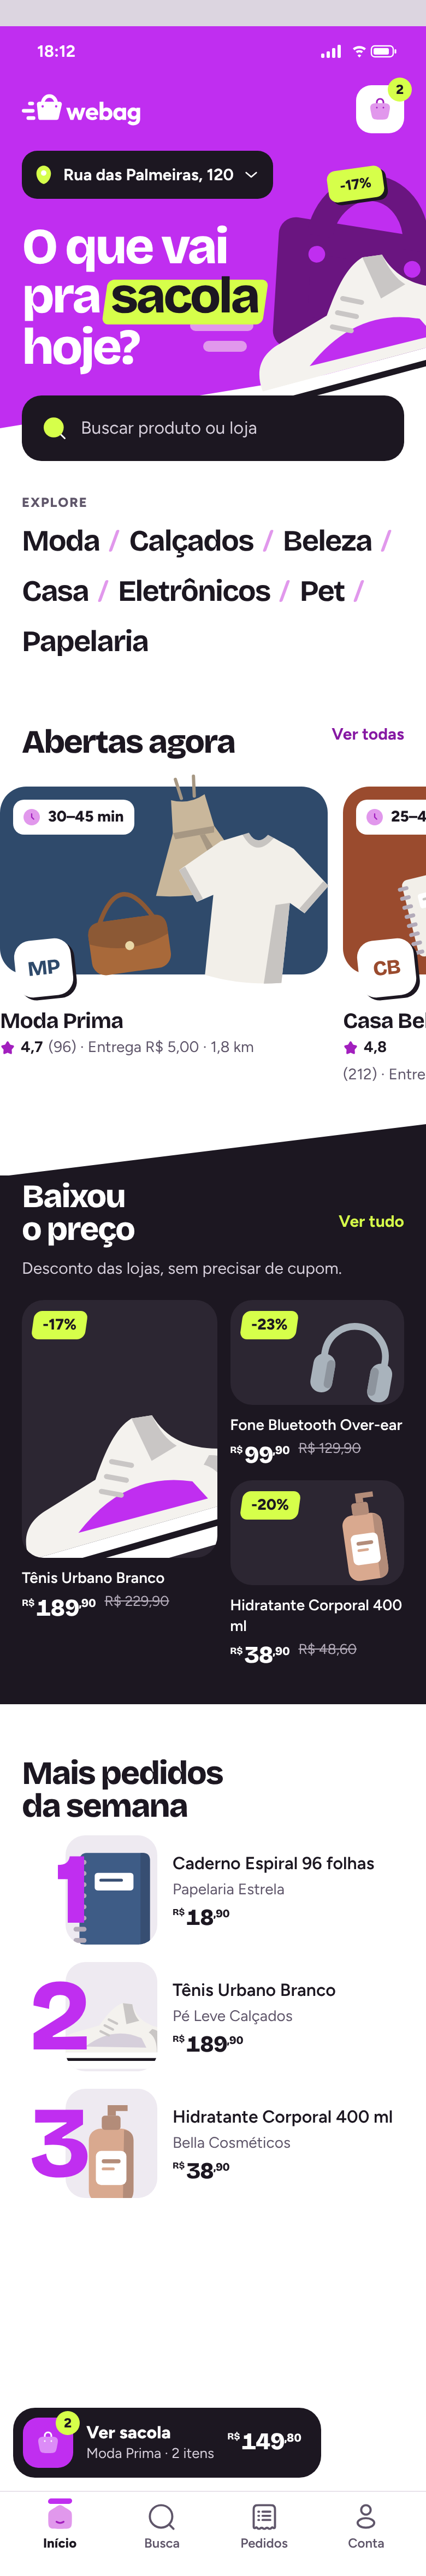 18:12
webag
2
Rua das Palmeiras, 120
-17%
O que vai
pra sacola
hoje?
Buscar produto ou loja
EXPLORE
Moda / Calçados / Beleza /
Casa / Eletrônicos / Pet /
Papelaria
Abertas agora
Ver todas
30–45 min
MP
Moda Prima
4,7 (96) · Entrega R$ 5,00 · 1,8 km
25–4
CB
Casa Bel
4,8
(212) · Entre
Baixou
o preço
Ver tudo
Desconto das lojas, sem precisar de cupom.
-17%
Tênis Urbano Branco
R$ 189,90 R$ 229,90
-23%
Fone Bluetooth Over-ear
R$ 99,90 R$ 129,90
-20%
Hidratante Corporal 400
ml
R$ 38,90 R$ 48,60
Mais pedidos
da semana
1
Caderno Espiral 96 folhas
Papelaria Estrela
R$ 18,90
2
Tênis Urbano Branco
Pé Leve Calçados
R$ 189,90
3
Hidratante Corporal 400 ml
Bella Cosméticos
R$ 38,90
2
Ver sacola
Moda Prima · 2 itens
R$ 149,80
Início
Busca
Pedidos
Conta